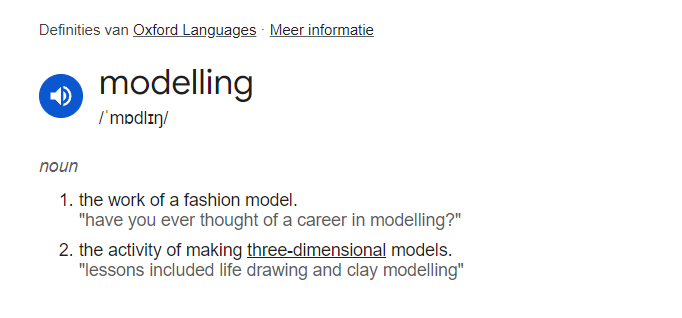 Definities van Oxford Languages · Meer informatie
modelling
/ˈmɒdlɪŋ/
noun
1. the work of a fashion model.
"have you ever thought of a career in modelling?"
2. the activity of making three-dimensional models.
"lessons included life drawing and clay modelling"